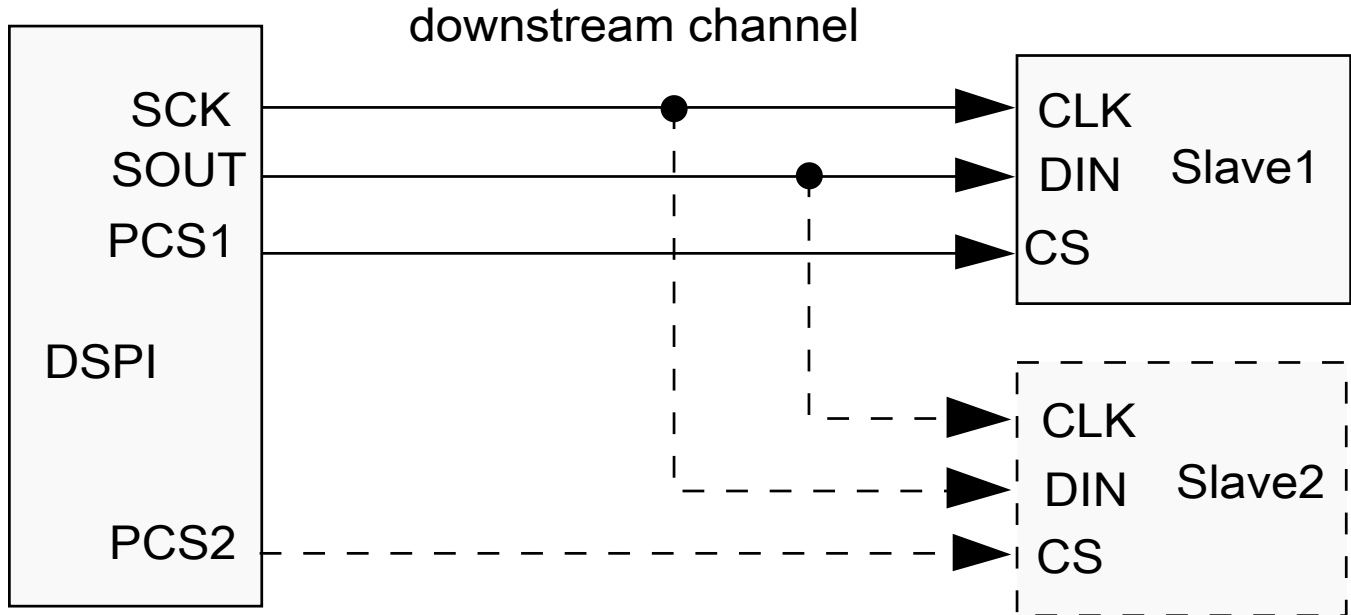 downstream channel
SCK
SOUT
PCS1
DSPI
PCS2
CLK
DIN
Slave1
CS
CLK
DIN
Slave2
CS